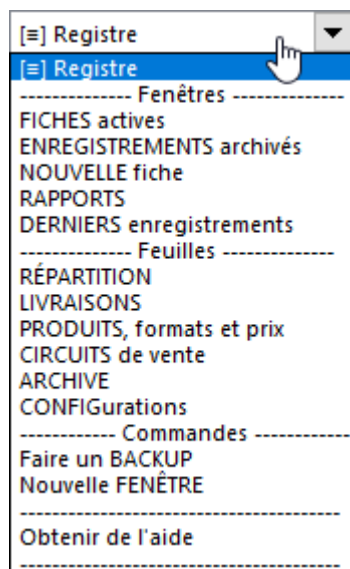 [≡] Registre
[≡] Registre
-------------- Fenêtres --------------
FICHES actives
ENREGISTREMENTS archivés
NOUVELLE fiche
RAPPORTS
DERNIERS enregistrements
-------------- Feuilles --------------
RÉPARTITION
LIVRAISONS
PRODUITS, formats et prix
CIRCUITS de vente
ARCHIVE
CONFIGurations
------------ Commandes ------------
Faire un BACKUP
Nouvelle FENÊTRE
----------------------------------------
Obtenir de l'aide
----------------------------------------